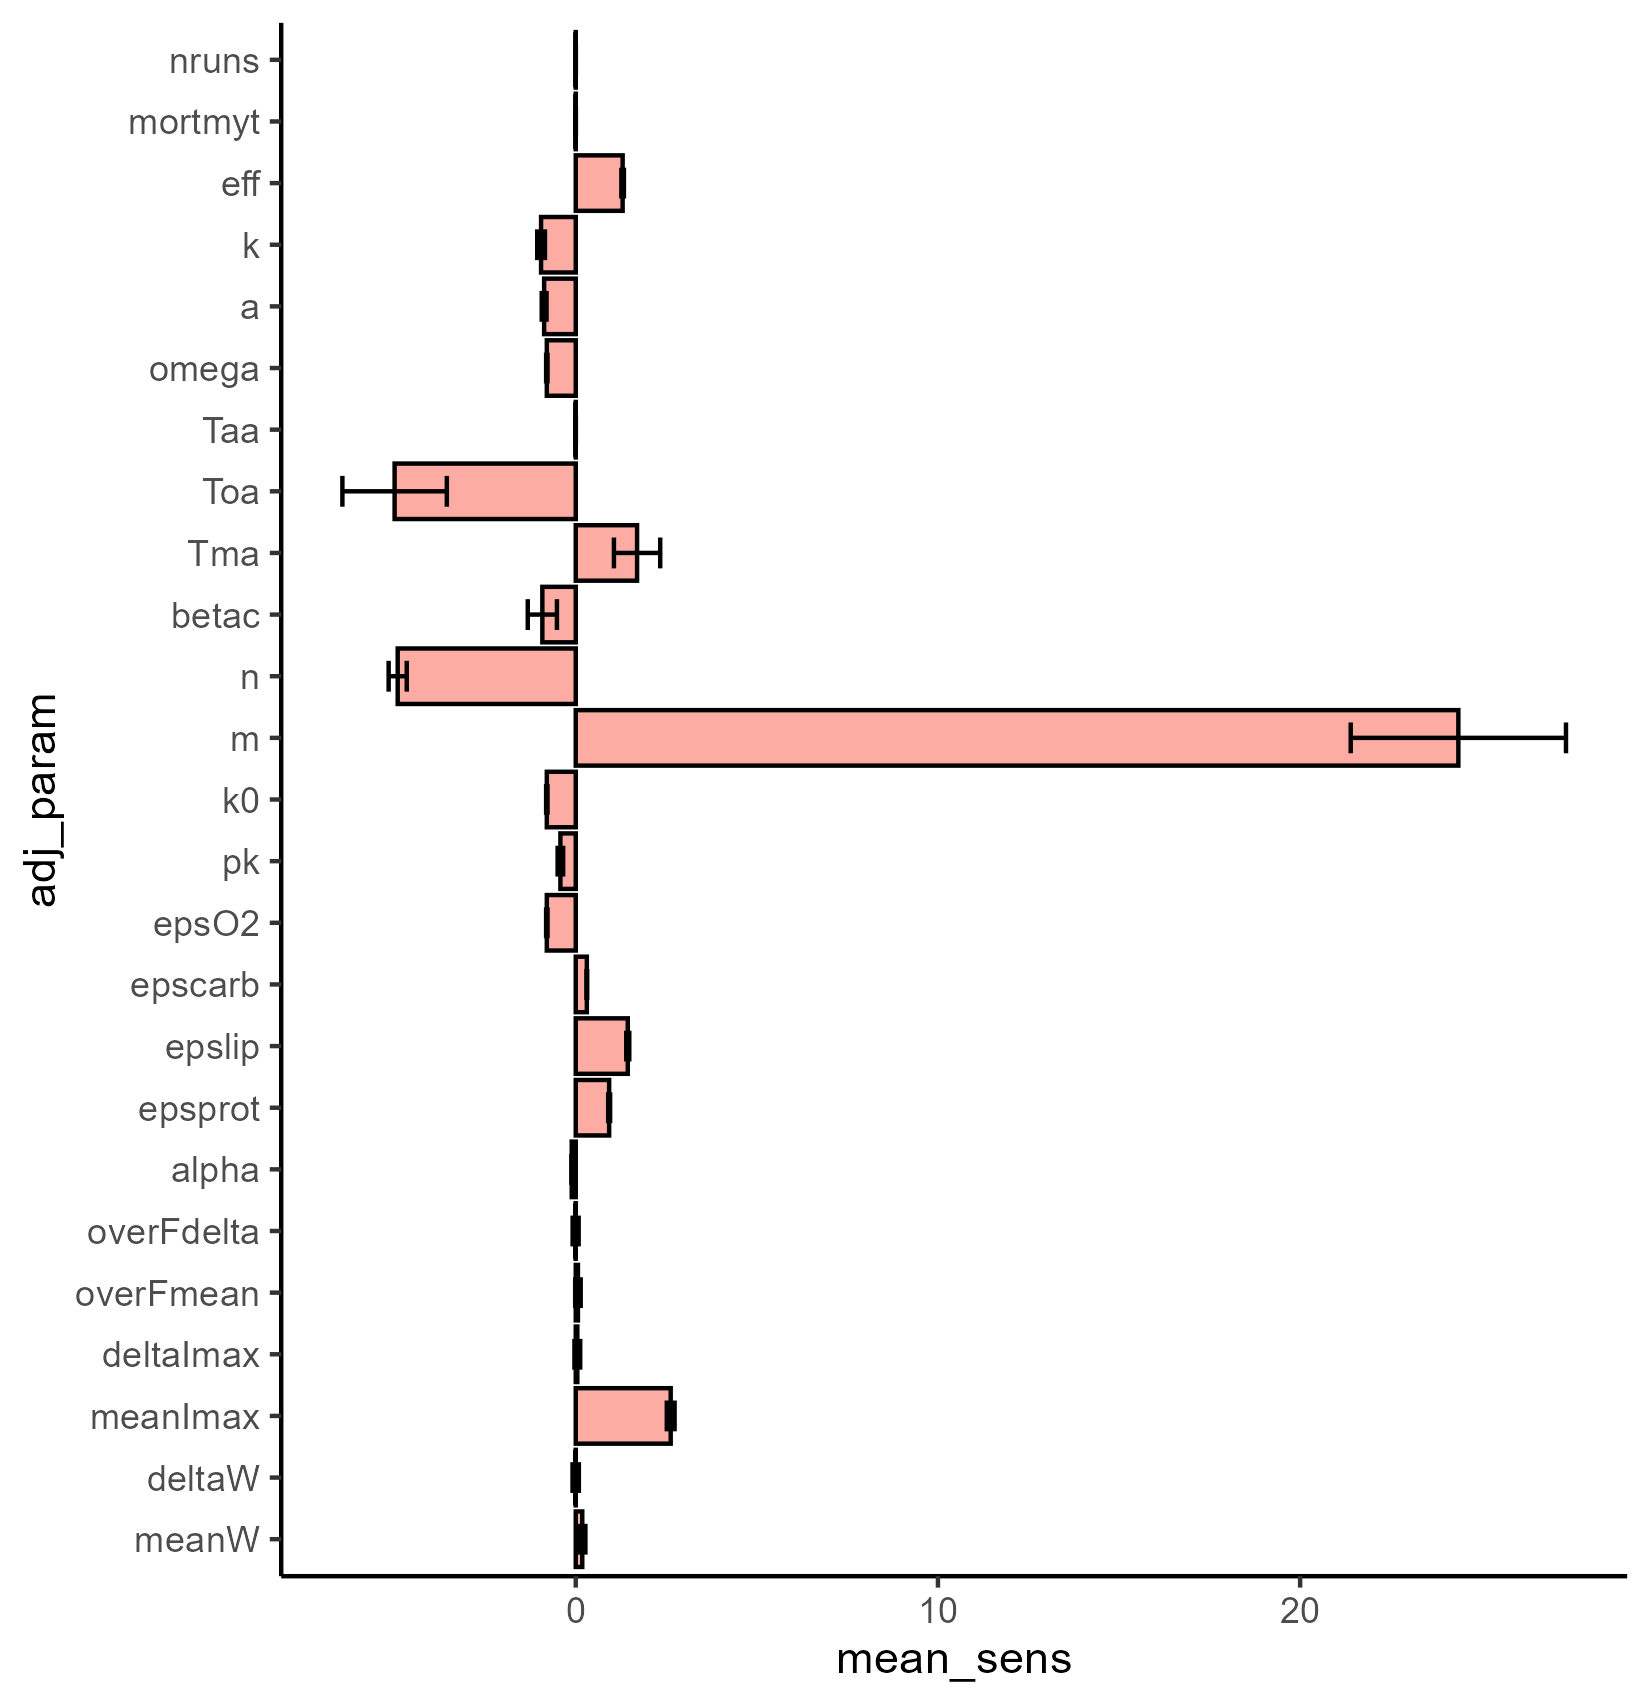 nruns
mortmyt
eff
k
a
omega
Taa
Toa
Tma
betac
n
m
k0
pk
epsO2
epscarb
epslip
epsprot
alpha
overFdelta
overFmean
deltaImax
meanImax
deltaW
meanW
adj_param
0 10 20
mean_sens